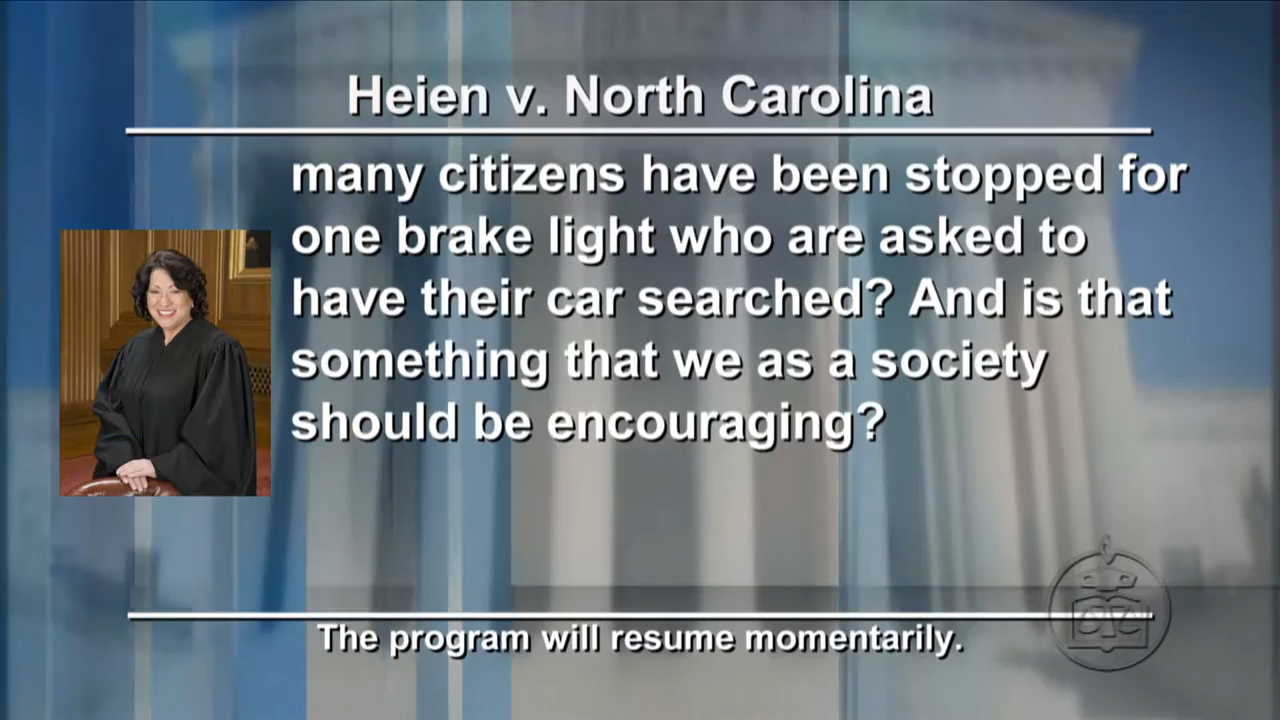 Heien v. North Carolina
many citizens have been stopped for
one brake light who are asked to
have their car searched? And is that
something that we as a society
should be encouraging?
The program will resume momentarily.